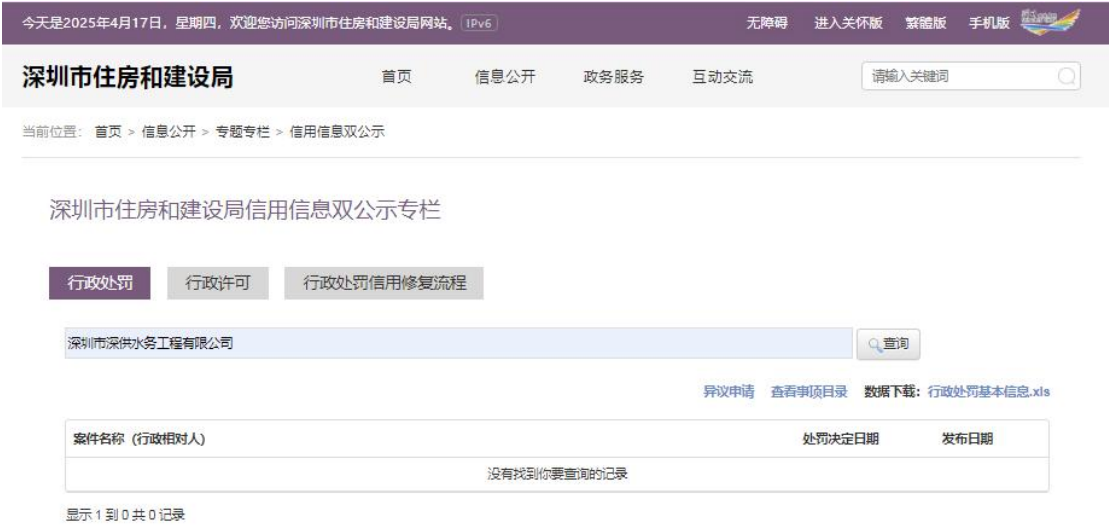 今天是2025年4月17日，星期四，欢迎您访问深圳市住房和建设局网站。 IPv6 无障碍 进入关怀版 繁體版 手机版
深圳市住房和建设局 首页 信息公开 政务服务 互动交流 请输入关键词
当前位置： 首页 > 信息公开 > 专题专栏 > 信用信息双公示
深圳市住房和建设局信用信息双公示专栏
行政处罚 行政许可 行政处罚信用修复流程
深圳市深供水务工程有限公司 查询
异议申请 查看事项目录 数据下载：行政处罚基本信息.xls
案件名称（行政相对人） 处罚决定日期 发布日期
没有找到你要查询的记录
显示 1 到 0 共 0 记录